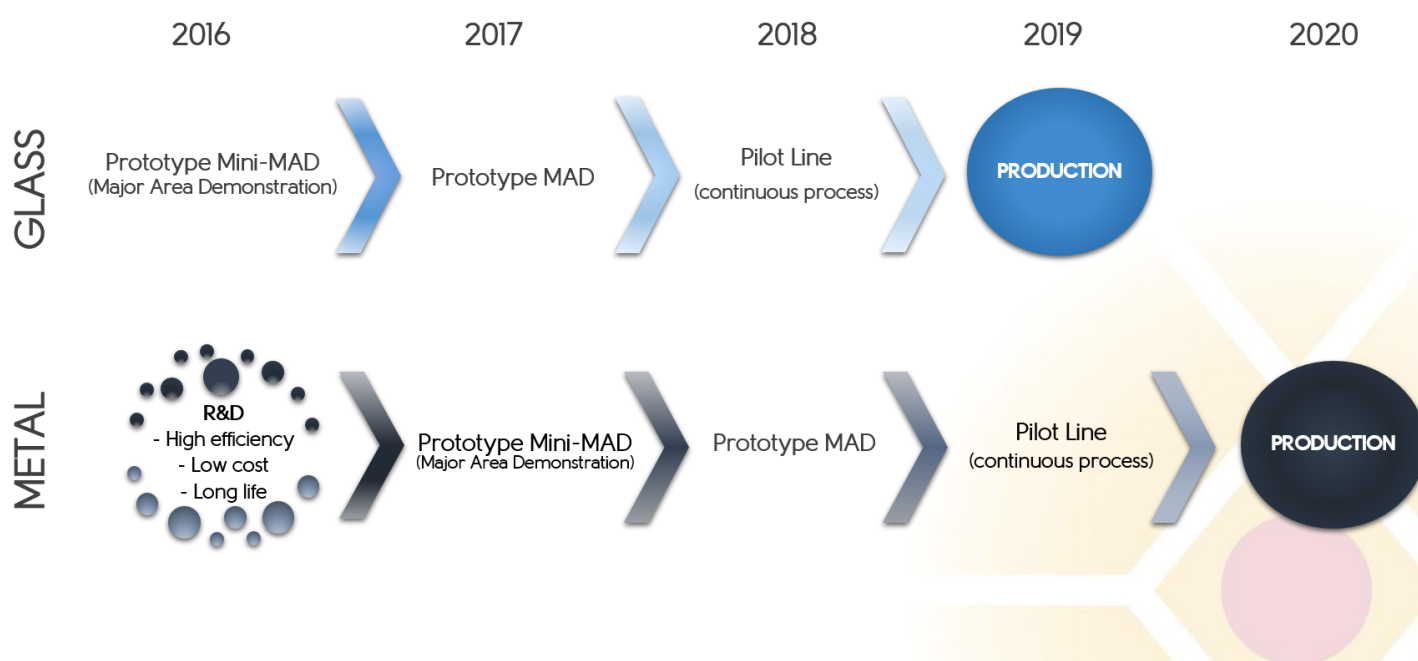 2016
2017
2018
2019
2020
GLASS
Prototype Mini-MAD
(Major Area Demonstration)
Prototype MAD
Pilot Line
(continuous process)
PRODUCTION
METAL
R&D
- High efficiency
- Low cost
- Long life
Prototype Mini-MAD
(Major Area Demonstration)
Prototype MAD
Pilot Line
(continuous process)
PRODUCTION